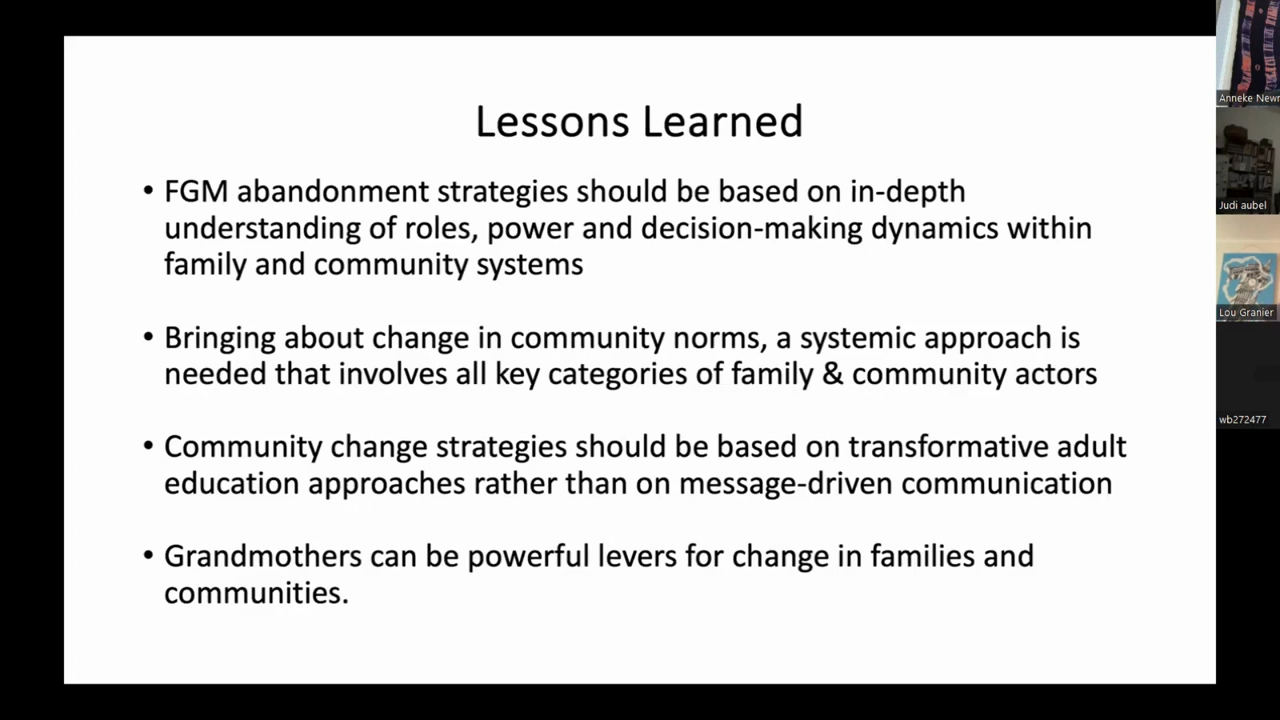 Lessons Learned
• FGM abandonment strategies should be based on in-depth
understanding of roles, power and decision-making dynamics within
family and community systems
• Bringing about change in community norms, a systemic approach is
needed that involves all key categories of family & community actors
• Community change strategies should be based on transformative adult
education approaches rather than on message-driven communication
• Grandmothers can be powerful levers for change in families and
communities.
Anneke Newr
Judi aubel
Lou Granier
wb272477